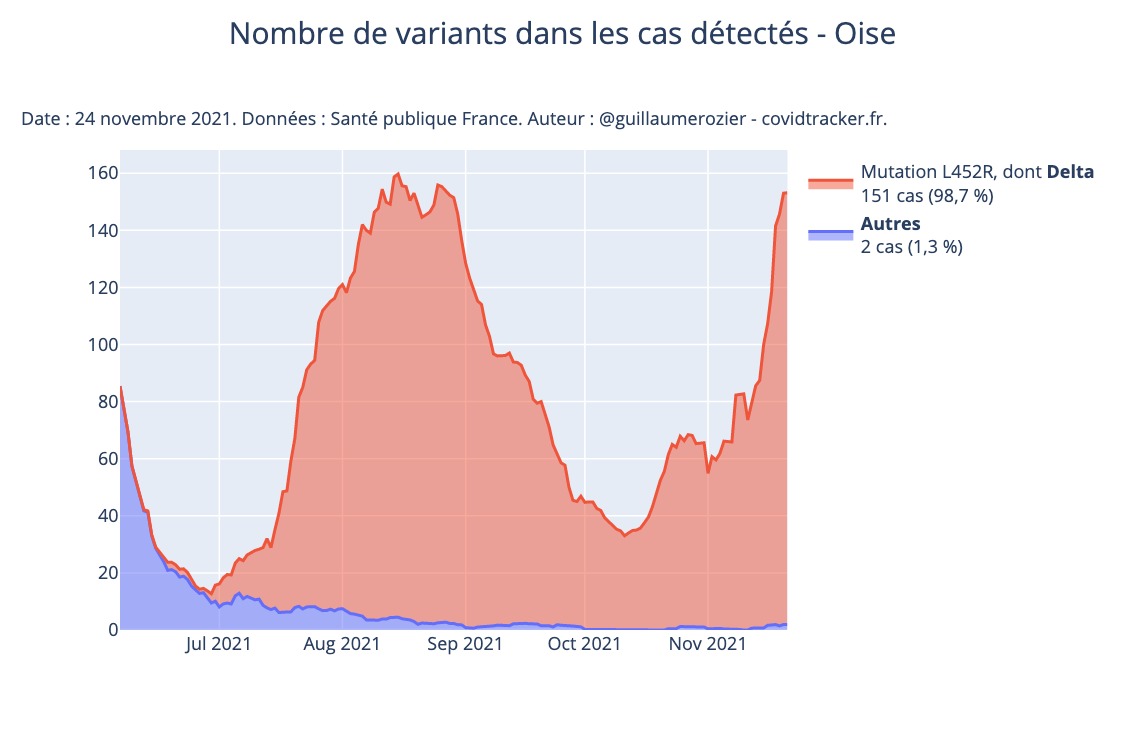 Nombre de variants dans les cas détectés - Oise
Date : 24 novembre 2021. Données : Santé publique France. Auteur : @guillaumerozier - covidtracker.fr.
160
140
120
100
80
60
40
20
0
Jul 2021
Aug 2021
Sep 2021
Oct 2021
Nov 2021
Mutation L452R, dont Delta
151 cas (98,7 %)
Autres
2 cas (1,3 %)